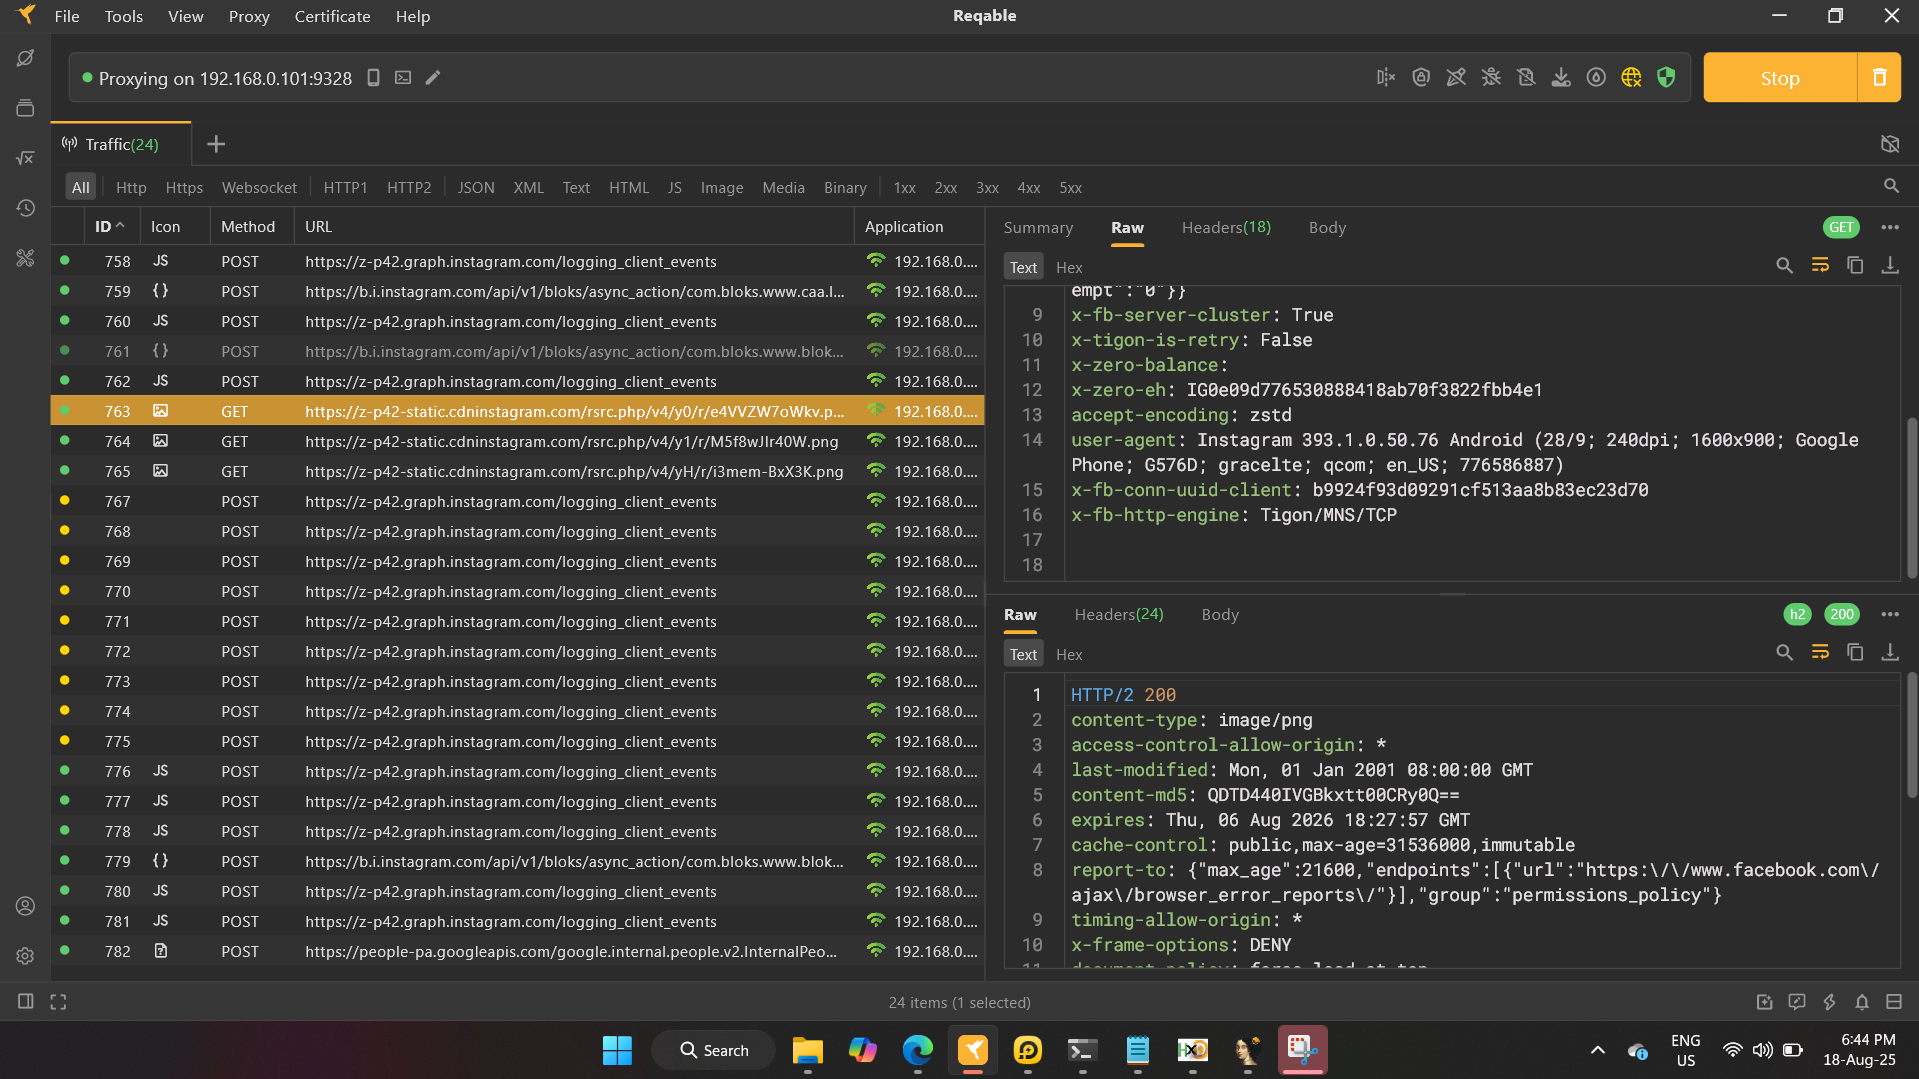 File Tools View Proxy Certificate Help
Reqable
Proxying on 192.168.0.101:9328
Stop
Traffic(24)
All Http Https Websocket HTTP1 HTTP2 JSON XML Text HTML JS Image Media Binary 1xx 2xx 3xx 4xx 5xx
ID Icon Method URL Application
758 JS POST https://z-p42.graph.instagram.com/logging_client_events 192.168.0....
759 {} POST https://b.i.instagram.com/api/v1/bloks/async_action/com.bloks.www.caa.l... 192.168.0....
760 JS POST https://z-p42.graph.instagram.com/logging_client_events 192.168.0....
761 {} POST https://b.i.instagram.com/api/v1/bloks/async_action/com.bloks.www.blok... 192.168.0....
762 JS POST https://z-p42.graph.instagram.com/logging_client_events 192.168.0....
763 GET https://z-p42-static.cdninstagram.com/rsrc.php/v4/y0/r/e4VVZW7oWkv.p... 192.168.0....
764 GET https://z-p42-static.cdninstagram.com/rsrc.php/v4/y1/r/M5f8wJIr40W.png 192.168.0....
765 GET https://z-p42-static.cdninstagram.com/rsrc.php/v4/yH/r/i3mem-BxX3K.png 192.168.0....
767 POST https://z-p42.graph.instagram.com/logging_client_events 192.168.0....
768 POST https://z-p42.graph.instagram.com/logging_client_events 192.168.0....
769 POST https://z-p42.graph.instagram.com/logging_client_events 192.168.0....
770 POST https://z-p42.graph.instagram.com/logging_client_events 192.168.0....
771 POST https://z-p42.graph.instagram.com/logging_client_events 192.168.0....
772 POST https://z-p42.graph.instagram.com/logging_client_events 192.168.0....
773 POST https://z-p42.graph.instagram.com/logging_client_events 192.168.0....
774 POST https://z-p42.graph.instagram.com/logging_client_events 192.168.0....
775 POST https://z-p42.graph.instagram.com/logging_client_events 192.168.0....
776 JS POST https://z-p42.graph.instagram.com/logging_client_events 192.168.0....
777 JS POST https://z-p42.graph.instagram.com/logging_client_events 192.168.0....
778 JS POST https://z-p42.graph.instagram.com/logging_client_events 192.168.0....
779 {} POST https://b.i.instagram.com/api/v1/bloks/async_action/com.bloks.www.blok... 192.168.0....
780 JS POST https://z-p42.graph.instagram.com/logging_client_events 192.168.0....
781 JS POST https://z-p42.graph.instagram.com/logging_client_events 192.168.0....
782 POST https://people-pa.googleapis.com/google.internal.people.v2.InternalPeo... 192.168.0....
Summary Raw Headers(18) Body GET
Text Hex
empt":"0"}}
9 x-fb-server-cluster: True
10 x-tigon-is-retry: False
11 x-zero-balance:
12 x-zero-eh: IG0e09d776530888418ab70f3822fbb4e1
13 accept-encoding: zstd
14 user-agent: Instagram 393.1.0.50.76 Android (28/9; 240dpi; 1600x900; Google
Phone; G576D; gracelte; qcom; en_US; 776586887)
15 x-fb-conn-uuid-client: b9924f93d09291cf513aa8b83ec23d70
16 x-fb-http-engine: Tigon/MNS/TCP
17
18
Raw Headers(24) Body h2 200
Text Hex
1 HTTP/2 200
2 content-type: image/png
3 access-control-allow-origin: *
4 last-modified: Mon, 01 Jan 2001 08:00:00 GMT
5 content-md5: QDTD440IVGBkxtt00CRy0Q==
6 expires: Thu, 06 Aug 2026 18:27:57 GMT
7 cache-control: public,max-age=31536000,immutable
8 report-to: {"max_age":21600,"endpoints":[{"url":"https:\/\/www.facebook.com\/
ajax\/browser_error_reports\/"}],"group":"permissions_policy"}
9 timing-allow-origin: *
10 x-frame-options: DENY
11 document-policy: force-load-at-top
24 items (1 selected)
Search
ENG
US
6:44 PM
18-Aug-25